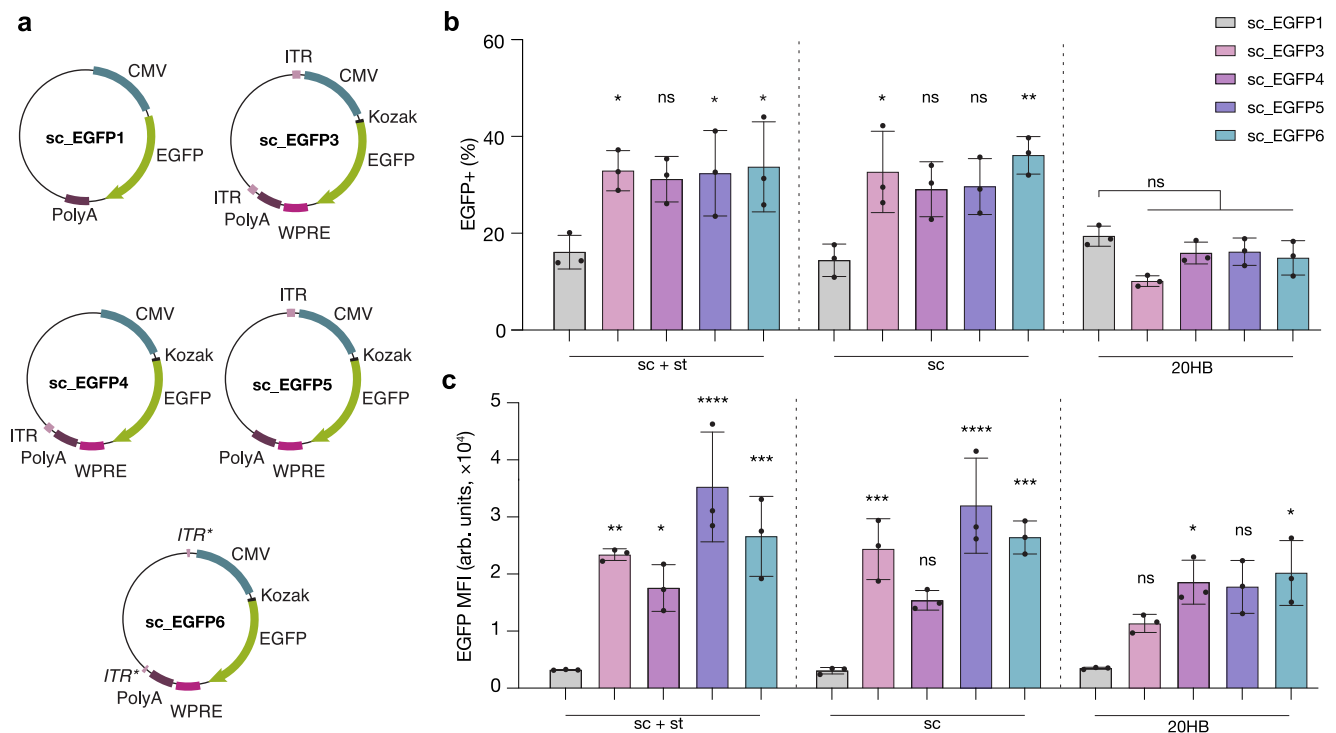 a
CMV
sc_EGFP1
EGFP
PolyA
ITR
CMV
Kozak
sc_EGFP3
EGFP
ITR
PolyA
WPRE
CMV
Kozak
sc_EGFP4
EGFP
ITR
PolyA
WPRE
ITR
CMV
Kozak
sc_EGFP5
EGFP
PolyA
WPRE
ITR*
CMV
Kozak
sc_EGFP6
EGFP
ITR*
PolyA
WPRE
b
sc_EGFP1
sc_EGFP3
sc_EGFP4
sc_EGFP5
sc_EGFP6
EGFP+ (%)
60
40
20
0
* ns * *
* ns ns **
ns
sc + st
sc
20HB
c
EGFP MFI (arb. units, ×10⁴)
5
4
3
2
1
0
** * **** ***
*** ns **** ***
ns * ns *
sc + st
sc
20HB